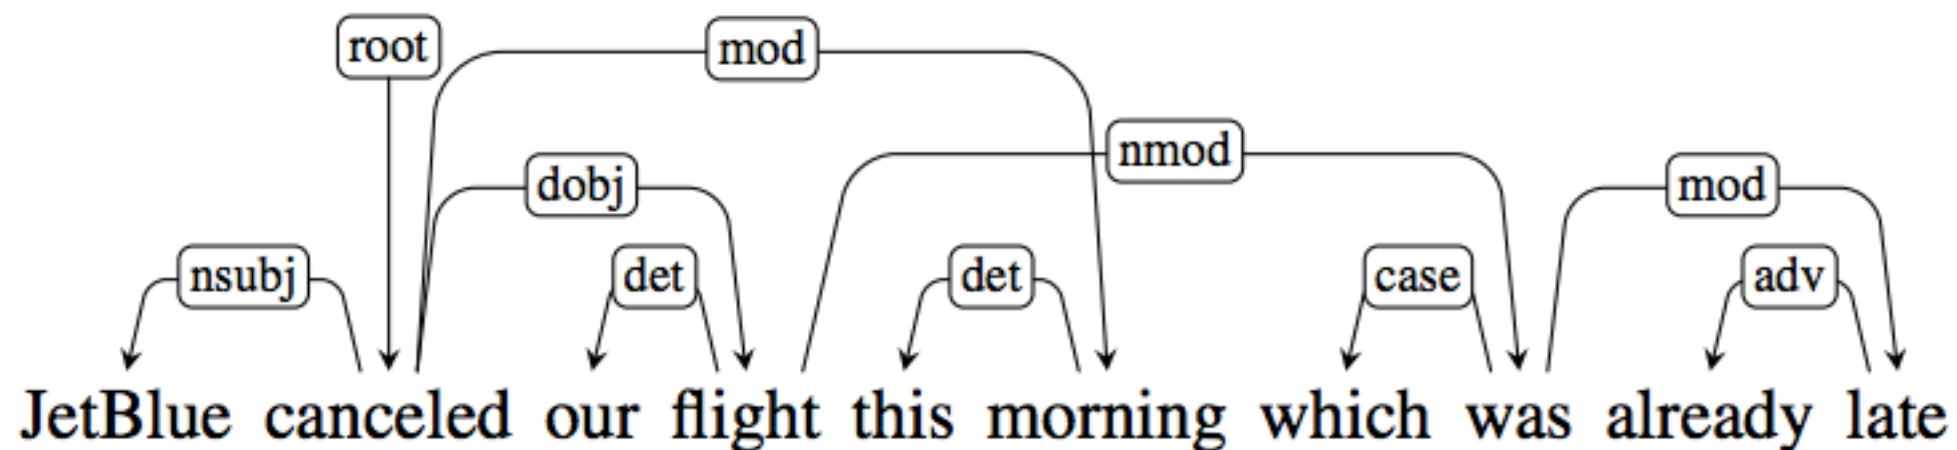 root mod
nmod
dobj mod
nsubj det det case adv
JetBlue canceled our flight this morning which was already late